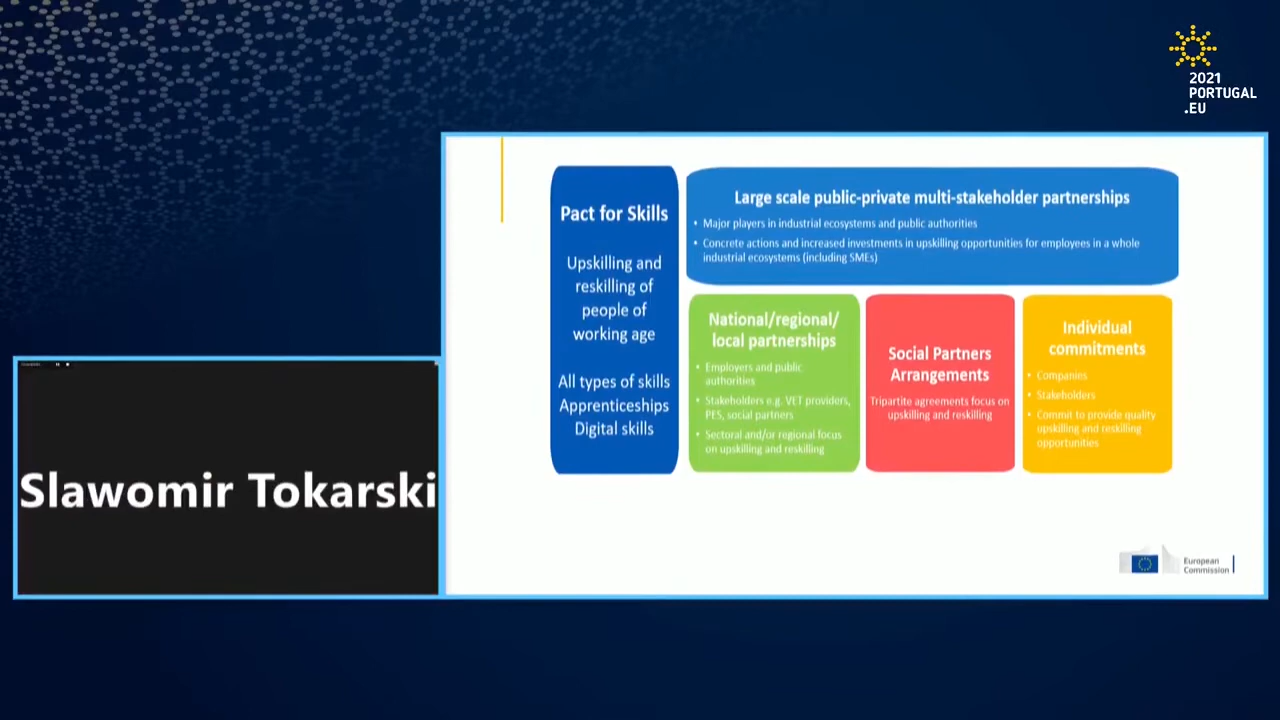 2021
PORTUGAL
.EU
Pact for Skills
Upskilling and
reskilling of
people of
working age
All types of skills
Apprenticeships
Digital skills
Large scale public-private multi-stakeholder partnerships
• Major players in industrial ecosystems and public authorities
• Concrete actions and increased investments in upskilling opportunities for employees in a whole
industrial ecosystems (including SMEs)
National/regional/
local partnerships
• Employers and public
authorities
• Stakeholders e.g. VET providers,
PES, social partners
• Sectoral and/or regional focus
on upskilling and reskilling
Social Partners
Arrangements
Tripartite agreements focus on
upskilling and reskilling
Individual
commitments
• Companies
• Stakeholders
• Commit to provide quality
upskilling and reskilling
opportunities
Slawomir Tokarski
European
Commission